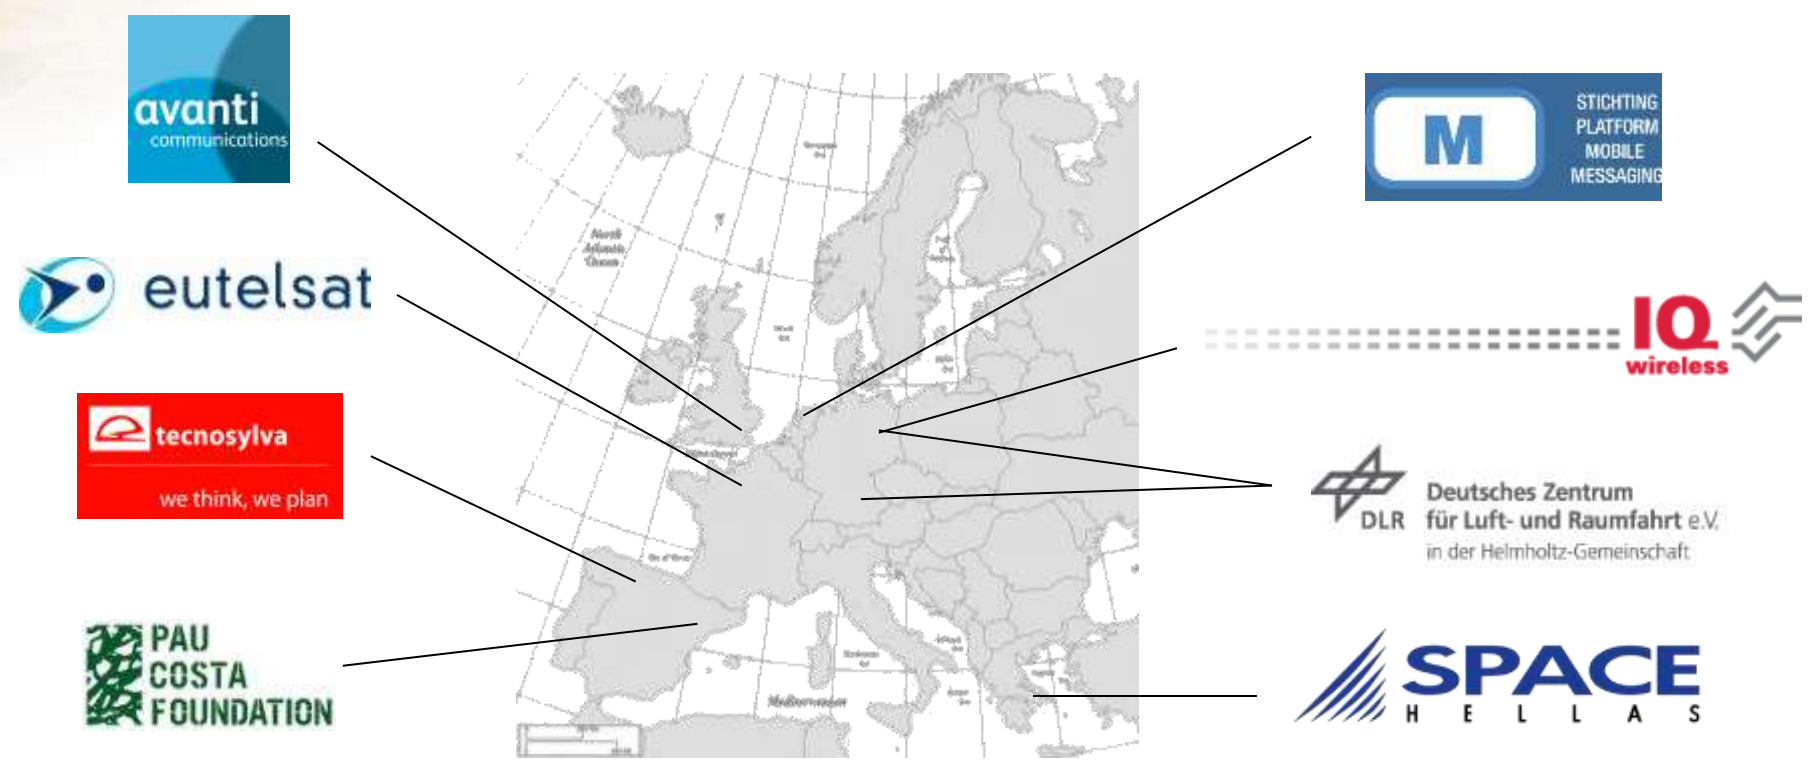 avanti
communications
eutelsat
tecnosylva
we think, we plan
PAU
COSTA
FOUNDATION
North
Atlantic
Ocean
Mediterranean
M
STICHTING
PLATFORM
MOBILE
MESSAGING
IQ
wireless
DLR
Deutsches Zentrum
für Luft- und Raumfahrt e.V.
in der Helmholtz-Gemeinschaft
SPACE
HELLAS